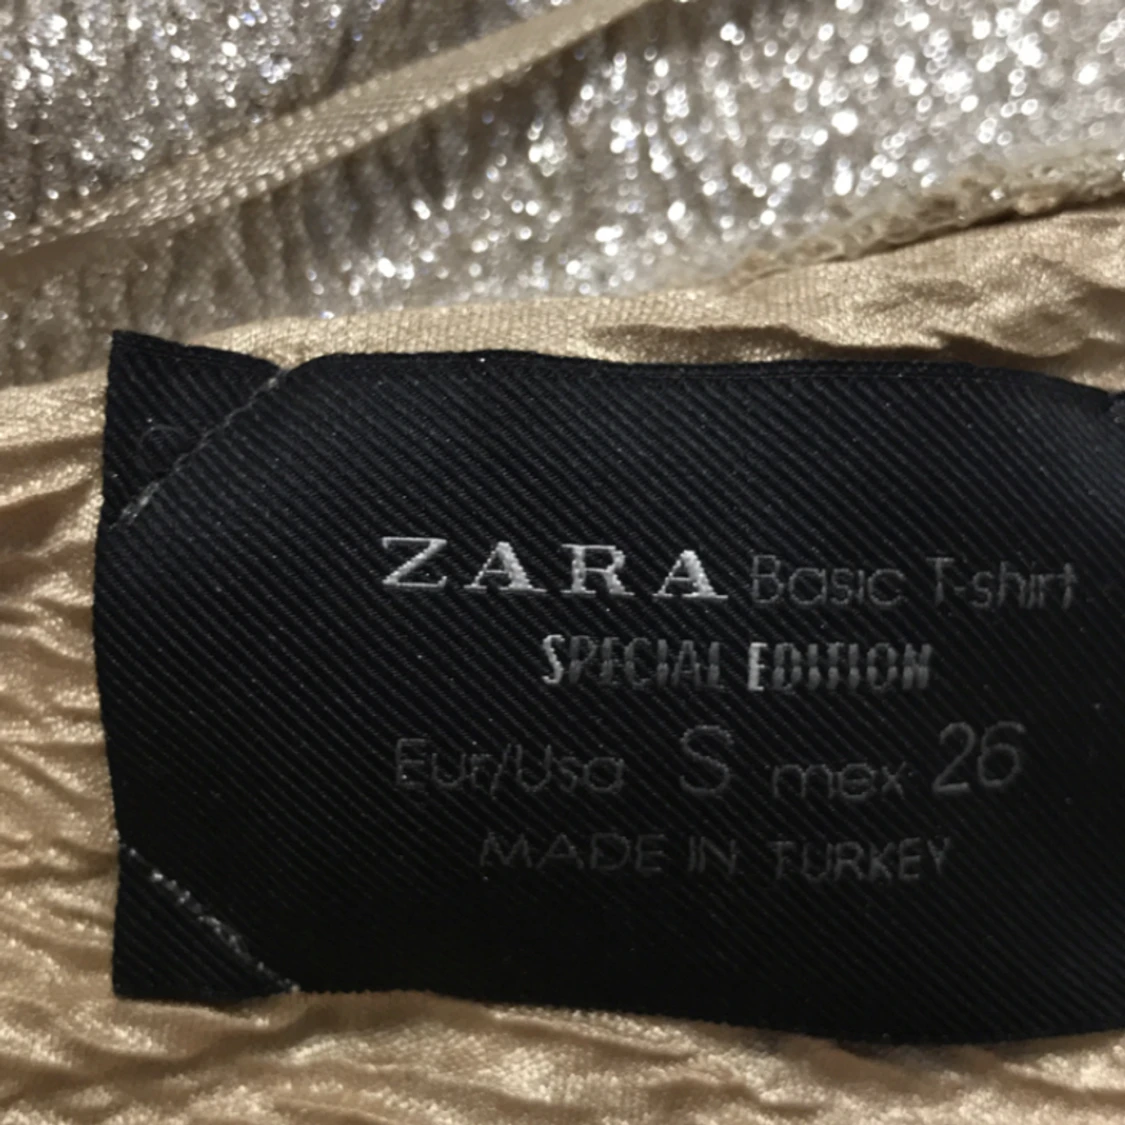 ZARA Basic T-shirt
SPECIAL EDITION
Eur/Usa S mex 26
MADE IN TURKEY